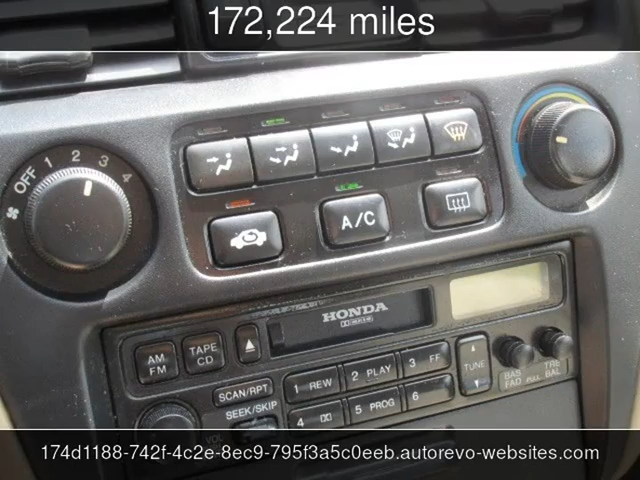 172,224 miles
OFF 1 2 3 4
A/C
HONDA
AM FM
TAPE CD
SCAN/RPT
SEEK/SKIP
1 REW
2 PLAY
3 FF
4
5 PROG
6
TUNE
BAS FAD
PULL
TRE BAL
VOL
174d1188-742f-4c2e-8ec9-795f3a5c0eeb.autorevo-websites.com